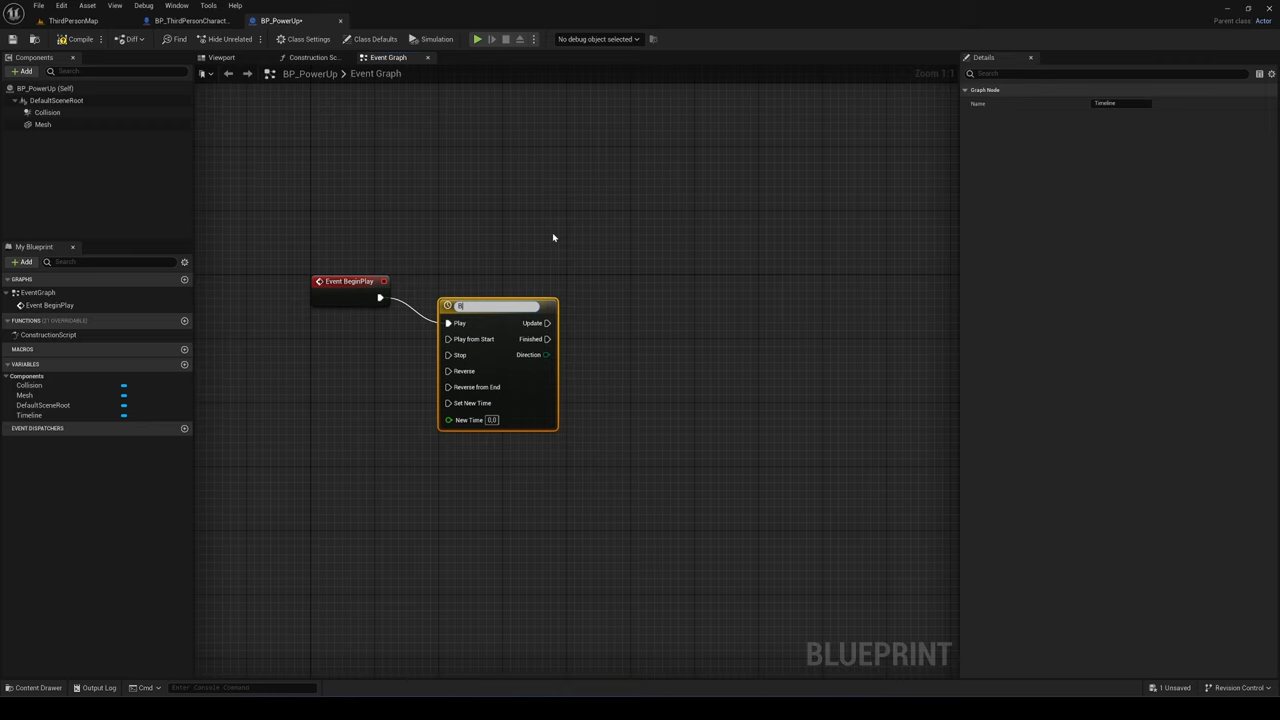 File Edit Asset View Debug Window Tools Help
ThirdPersonMap BP_ThirdPersonCharact... BP_PowerUp•
Parent class: Actor
Compile Diff Find Hide Unrelated Class Settings Class Defaults Simulation No debug object selected
Components
Add Search
BP_PowerUp (Self)
DefaultSceneRoot
Collision
Mesh
My Blueprint
Add Search
GRAPHS
EventGraph
Event BeginPlay
FUNCTIONS (21 OVERRIDABLE)
ConstructionScript
MACROS
VARIABLES
Components
Collision
Mesh
DefaultSceneRoot
Timeline
EVENT DISPATCHERS
Viewport Construction Sc... Event Graph
BP_PowerUp > Event Graph Zoom 1:1
Event BeginPlay
B
Play Update
Play from Start Finished
Stop Direction
Reverse
Reverse from End
Set New Time
New Time 0,0
BLUEPRINT
Details
Search
Graph Node
Name Timeline
Content Drawer Output Log Cmd Enter Console Command 1 Unsaved Revision Control